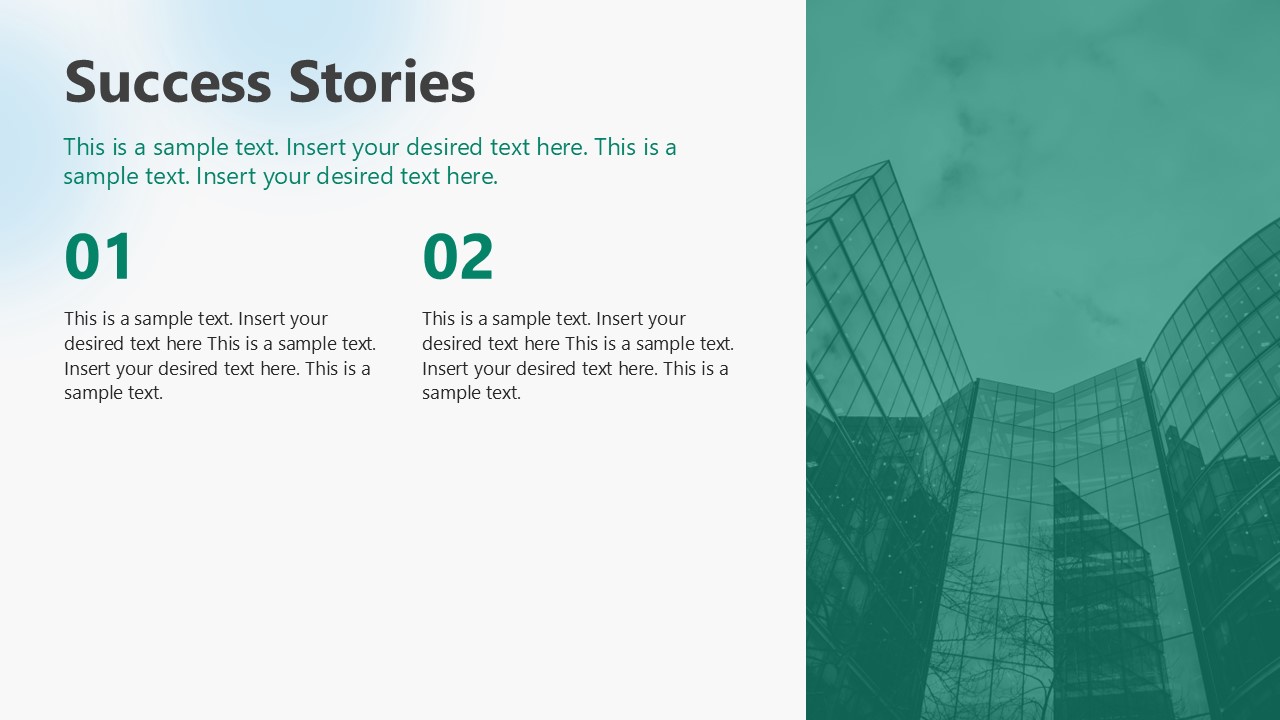 Success Stories
This is a sample text. Insert your desired text here. This is a
sample text. Insert your desired text here.
01
This is a sample text. Insert your
desired text here This is a sample text.
Insert your desired text here. This is a
sample text.
02
This is a sample text. Insert your
desired text here This is a sample text.
Insert your desired text here. This is a
sample text.